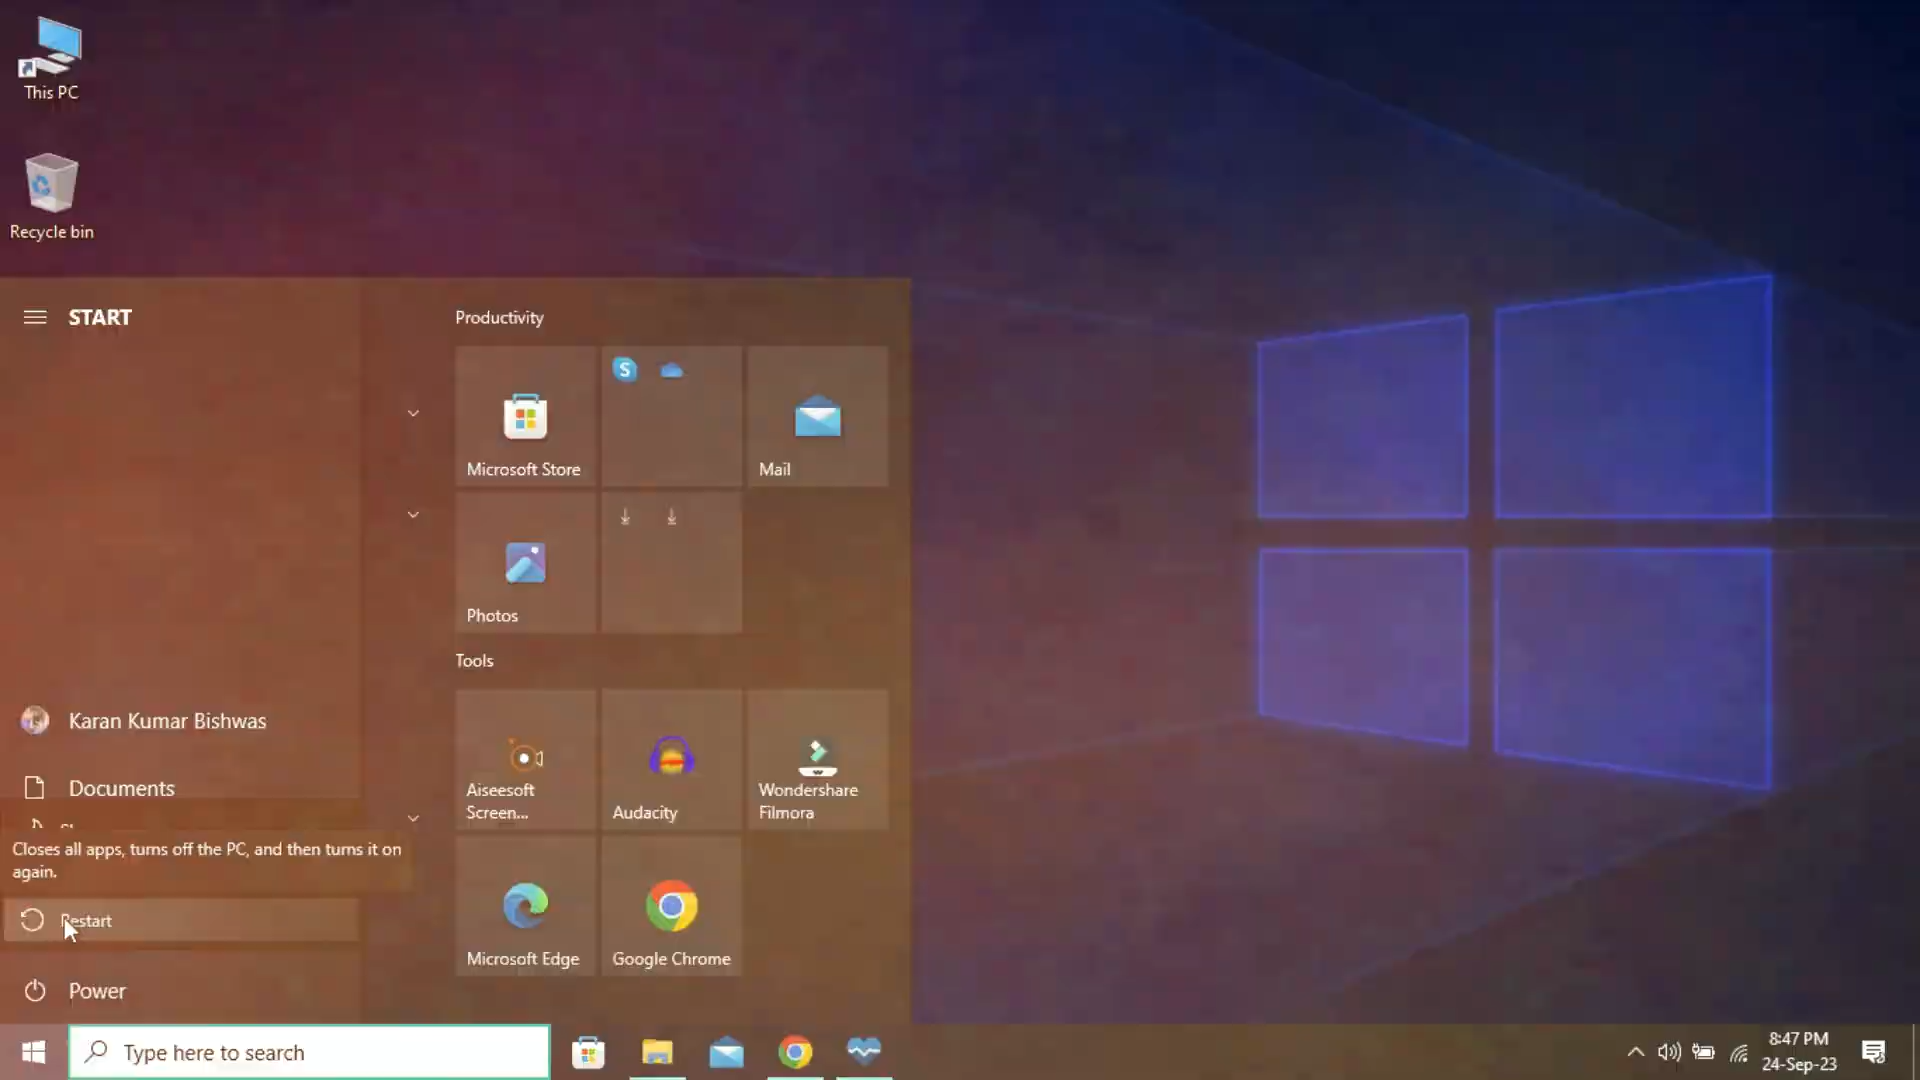 This PC
Recycle bin
START
Karan Kumar Bishwas
Documents
Closes all apps, turns off the PC, and then turns it on
again.
Restart
Power
Productivity
Microsoft Store
Mail
Photos
Tools
Aiseesoft
Screen...
Audacity
Wondershare
Filmora
Microsoft Edge
Google Chrome
Type here to search
8:47 PM
24-Sep-23